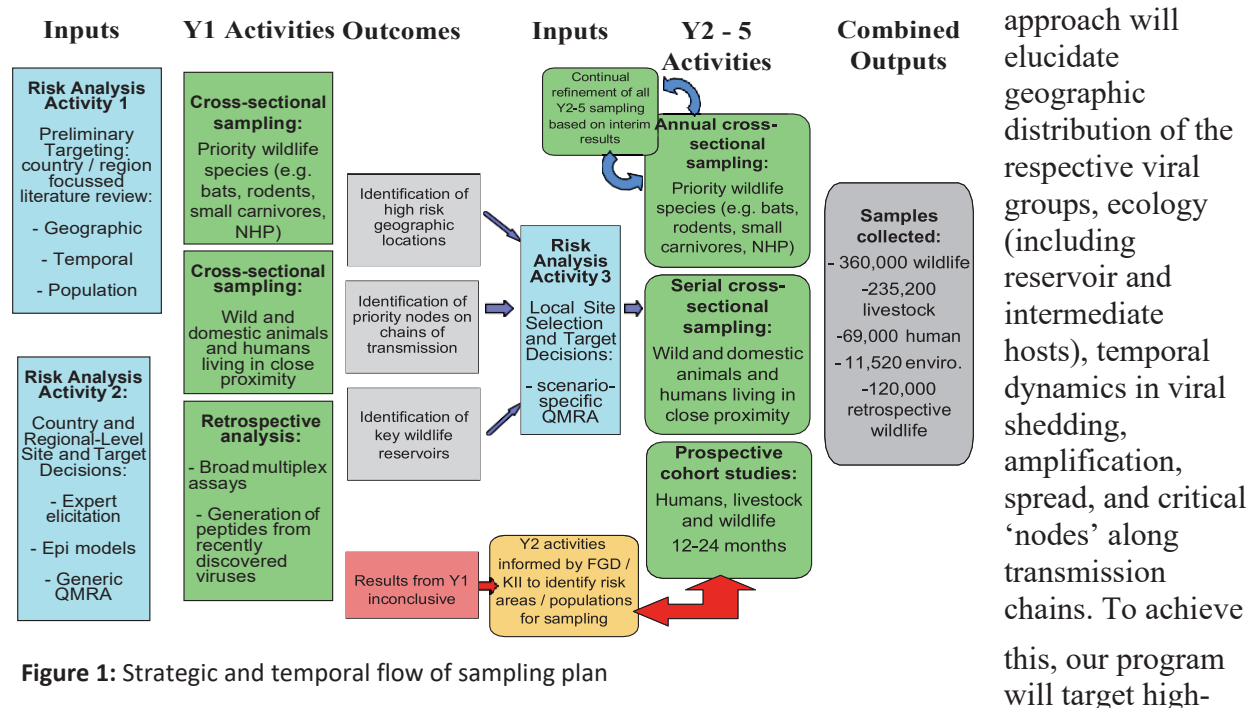 Inputs
Y1 Activities
Outcomes
Inputs
Y2 - 5
Activities
Combined
Outputs
Risk Analysis
Activity 1
Preliminary
Targeting:
country / region
focussed
literature review:
- Geographic
- Temporal
- Population
Risk Analysis
Activity 2:
Country and
Regional-Level
Site and Target
Decisions:
- Expert
elicitation
- Epi models
- Generic
QMRA
Cross-sectional
sampling:
Priority wildlife
species (e.g.
bats, rodents,
small carnivores,
NHP)
Cross-sectional
sampling:
Wild and
domestic animals
and humans
living in close
proximity
Retrospective
analysis:
- Broad multiplex
assays
- Generation of
peptides from
recently
discovered
viruses
Identification of
high risk
geographic
locations
Identification of
priority nodes on
chains of
transmission
Identification of
key wildlife
reservoirs
Results from Y1
inconclusive
Risk
Analysis
Activity 3
Local Site
Selection
and Target
Decisions:
- scenario-
specific
QMRA
Y2 activities
informed by FGD /
KII to identify risk
areas / populations
for sampling
Continual
refinement of all
Y2-5 sampling
based on interim
results
Annual cross-
sectional
sampling:
Priority wildlife
species (e.g. bats,
rodents, small
carnivores, NHP)
Serial cross-
sectional
sampling:
Wild and domestic
animals and
humans living in
close proximity
Prospective
cohort studies:
Humans, livestock
and wildlife
12-24 months
Samples
collected:
- 360,000 wildlife
-235,200
livestock
-69,000 human
- 11,520 enviro.
-120,000
retrospective
wildlife
Figure 1: Strategic and temporal flow of sampling plan
approach will
elucidate
geographic
distribution of the
respective viral
groups, ecology
(including
reservoir and
intermediate
hosts), temporal
dynamics in viral
shedding,
amplification,
spread, and critical
‘nodes’ along
transmission
chains. To achieve
this, our program
will target high-